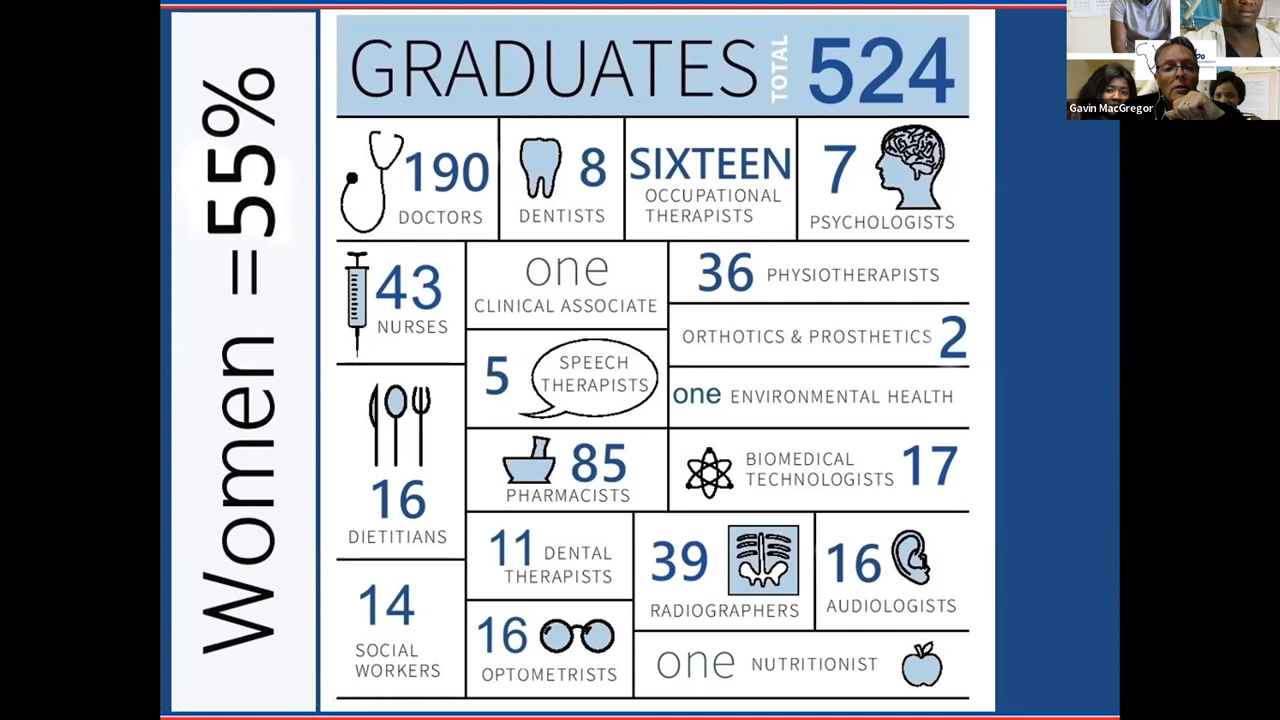 Women =55%
GRADUATES TOTAL 524
190
DOCTORS
8
DENTISTS
SIXTEEN
OCCUPATIONAL
THERAPISTS
7
PSYCHOLOGISTS
43
NURSES
one
CLINICAL ASSOCIATE
36 PHYSIOTHERAPISTS
ORTHOTICS & PROSTHETICS 2
5 SPEECH
THERAPISTS
one ENVIRONMENTAL HEALTH
16
DIETITIANS
85
PHARMACISTS
BIOMEDICAL
TECHNOLOGISTS 17
11 DENTAL
THERAPISTS
39
RADIOGRAPHERS
16
AUDIOLOGISTS
14
SOCIAL
WORKERS
16
OPTOMETRISTS
one NUTRITIONIST
Gavin MacGregor